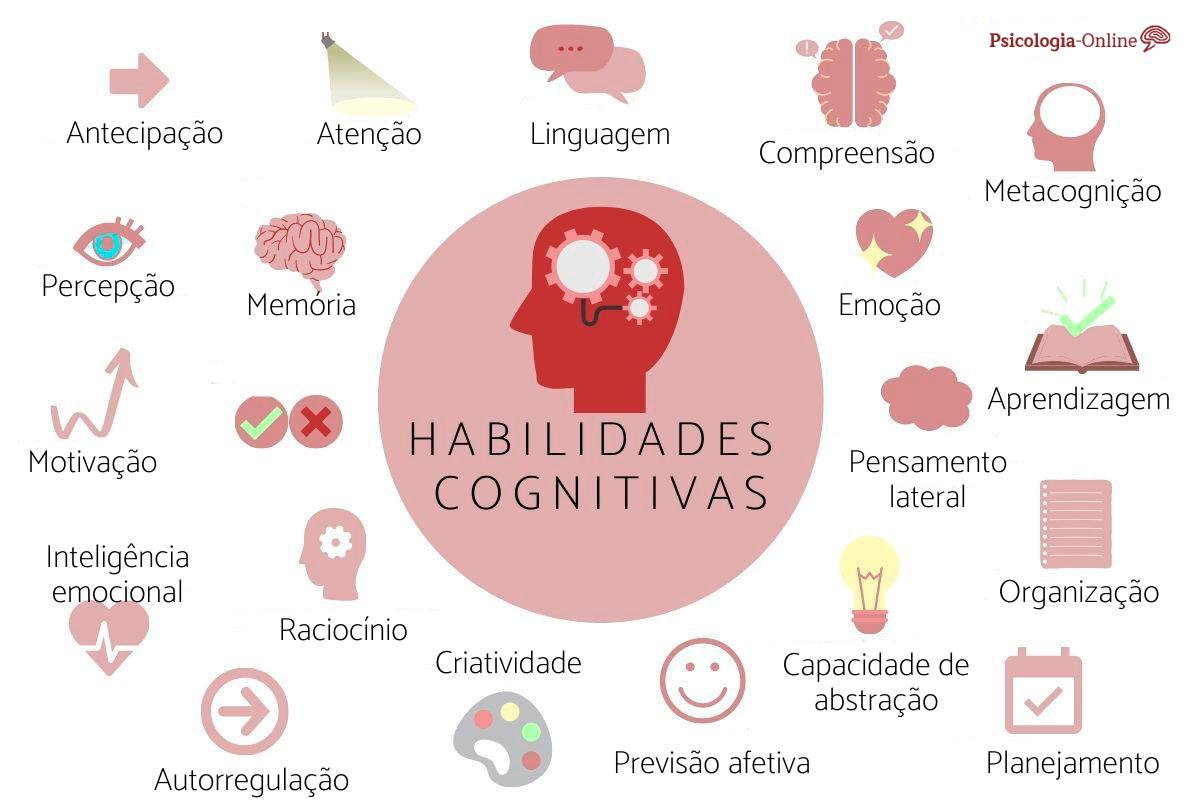 Psicologia-Online
Antecipação
Atenção
Linguagem
Compreensão
Metacognição
Percepção
Memória
Emoção
Aprendizagem
Motivação
HABILIDADES
COGNITIVAS
Pensamento
lateral
Inteligência
emocional
Raciocínio
Organização
Criatividade
Capacidade de
abstração
Autorregulação
Previsão afetiva
Planejamento